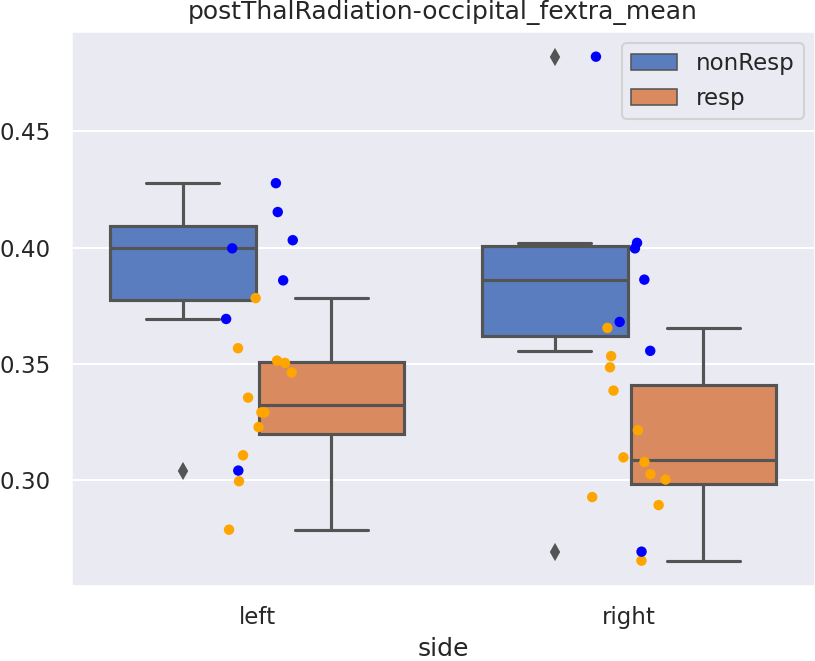 postThalRadiation-occipital_fextra_mean
nonResp
resp
0.45
0.40
0.35
0.30
left
right
side